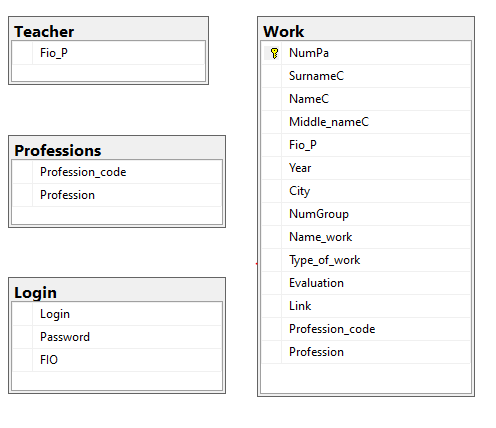 Teacher
Fio_P
Professions
Profession_code
Profession
Login
Login
Password
FIO
Work
NumPa
SurnameC
NameC
Middle_nameC
Fio_P
Year
City
NumGroup
Name_work
Type_of_work
Evaluation
Link
Profession_code
Profession